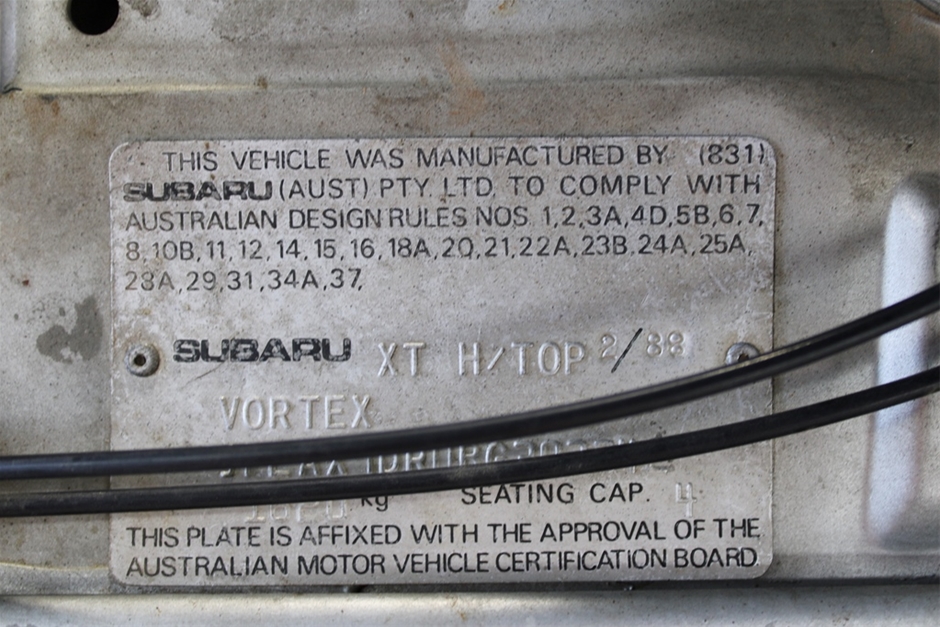 THIS VEHICLE WAS MANUFACTURED BY (831)
SUBARU (AUST) PTY. LTD. TO COMPLY WITH
AUSTRALIAN DESIGN RULES NOS. 1,2,3A,4D,5B,6,7,
8,10B,11,12,14,15,16,18A,20,21,22A,23B,24A,25A,
28A,29,31,34A,37,
SUBARU XT H/TOP 2/88
VORTEX
kg SEATING CAP. 4
THIS PLATE IS AFFIXED WITH THE APPROVAL OF THE
AUSTRALIAN MOTOR VEHICLE CERTIFICATION BOARD.